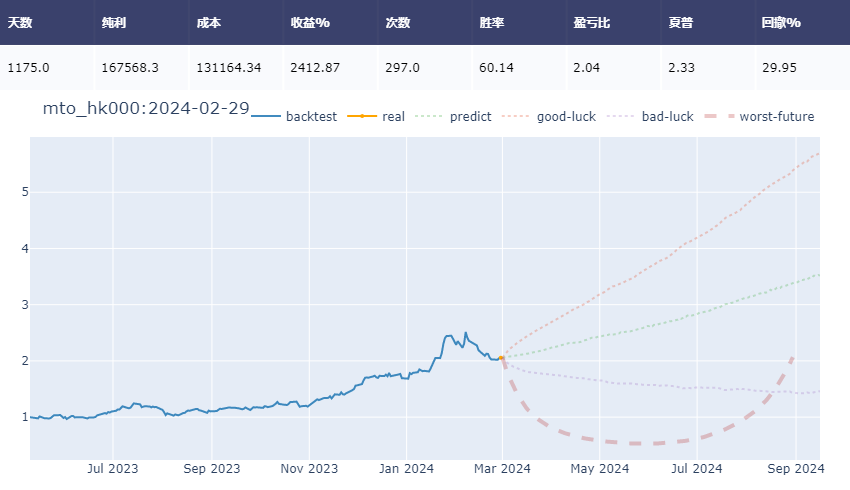 天数 纯利 成本 收益% 次数 胜率 盈亏比 夏普 回撤%
1175.0 167568.3 131164.34 2412.87 297.0 60.14 2.04 2.33 29.95
mto_hk000:2024-02-29 backtest real predict good-luck bad-luck worst-future
5
4
3
2
1
Jul 2023 Sep 2023 Nov 2023 Jan 2024 Mar 2024 May 2024 Jul 2024 Sep 2024